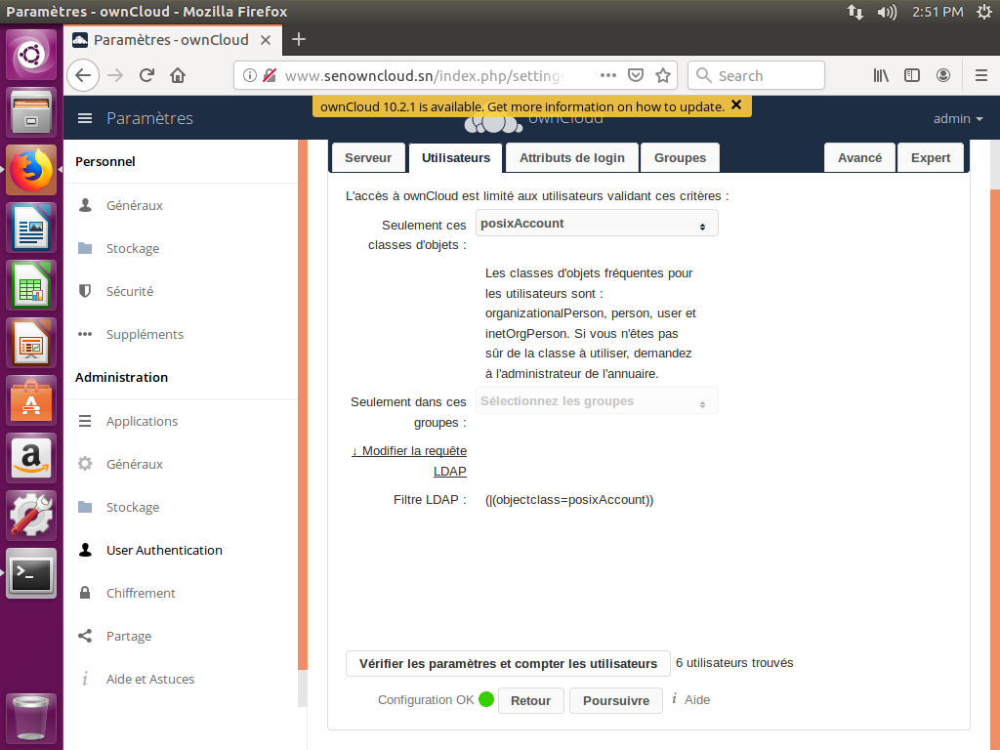 Paramètres - ownCloud - Mozilla Firefox
2:51 PM
Paramètres - ownCloud
www.senowncloud.sn/index.php/settings
Search
ownCloud 10.2.1 is available. Get more information on how to update.
Paramètres
ownCloud
admin
Personnel
Généraux
Stockage
Sécurité
Suppléments
Administration
Applications
Généraux
Stockage
User Authentication
Chiffrement
Partage
Aide et Astuces
Serveur
Utilisateurs
Attributs de login
Groupes
Avancé
Expert
L'accès à ownCloud est limité aux utilisateurs validant ces critères :
Seulement ces
classes d'objets :
posixAccount
Les classes d'objets fréquentes pour
les utilisateurs sont :
organizationalPerson, person, user et
inetOrgPerson. Si vous n'êtes pas
sûr de la classe à utiliser, demandez
à l'administrateur de l'annuaire.
Seulement dans ces
groupes :
Sélectionnez les groupes
↓ Modifier la requête
LDAP
Filtre LDAP :
(|(objectclass=posixAccount))
Vérifier les paramètres et compter les utilisateurs
6 utilisateurs trouvés
Configuration OK
Retour
Poursuivre
Aide